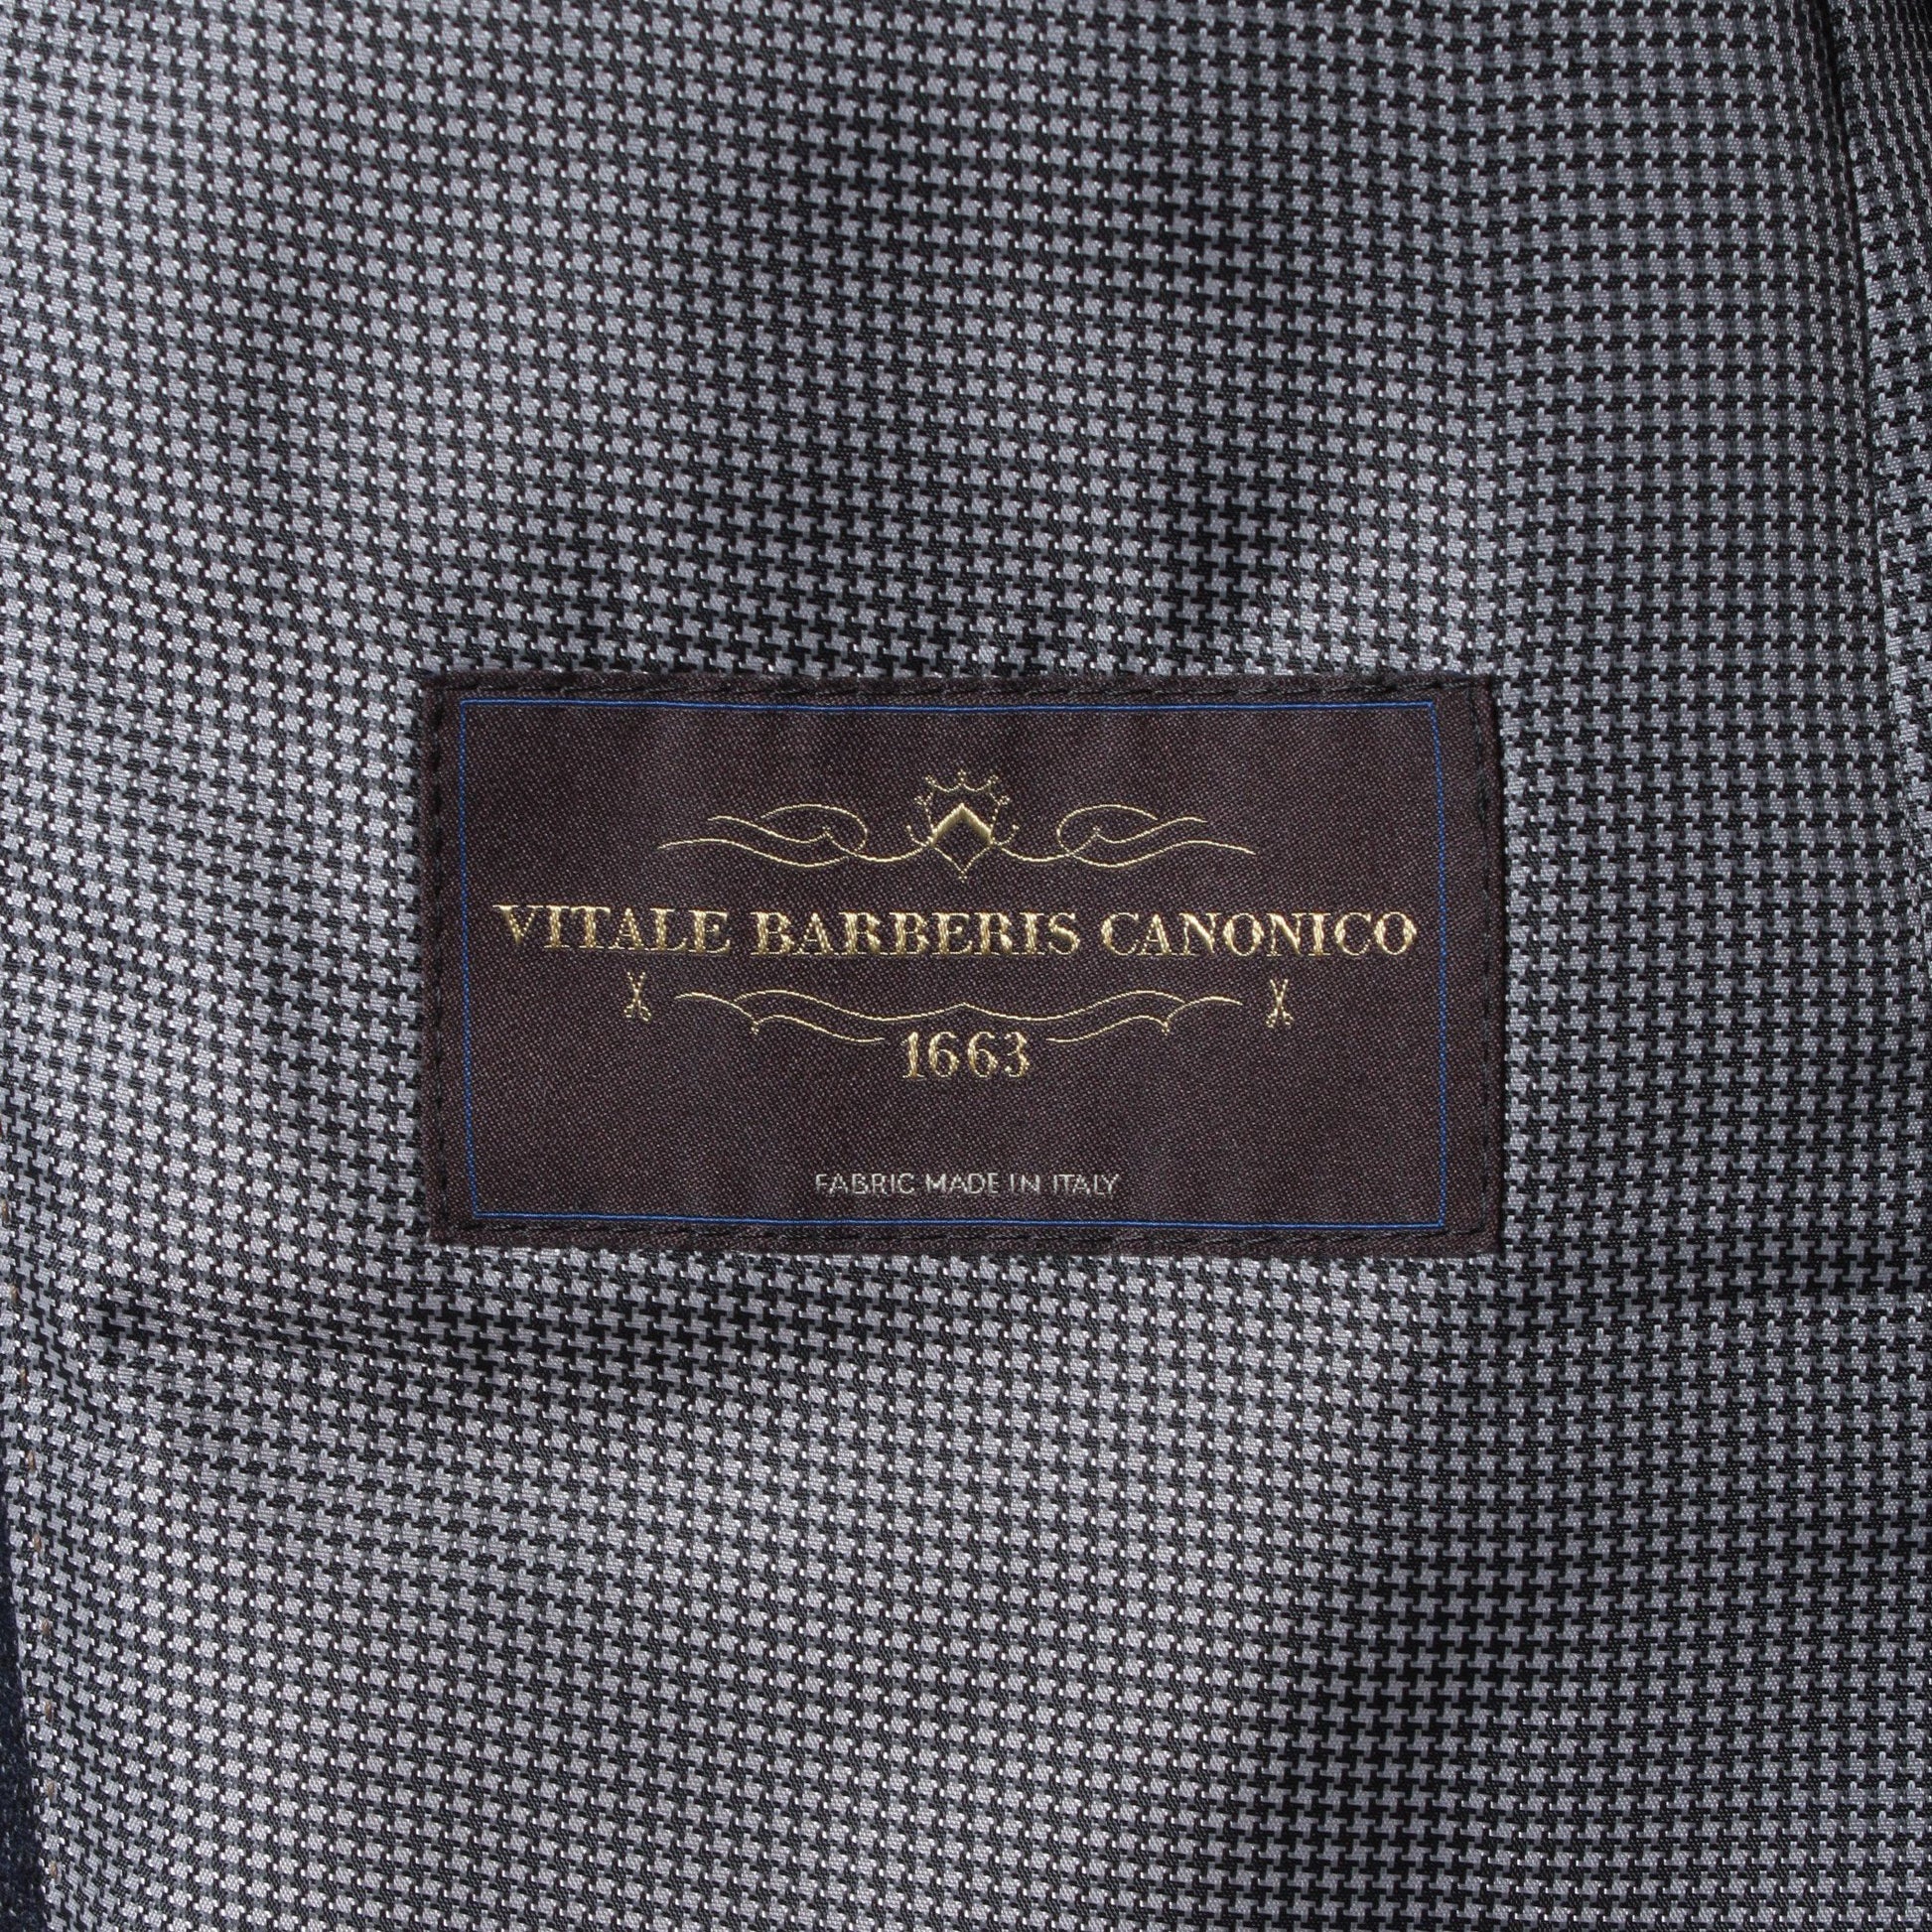 VITALE BARBERIS CANONICO
1663
FABRIC MADE IN ITALY